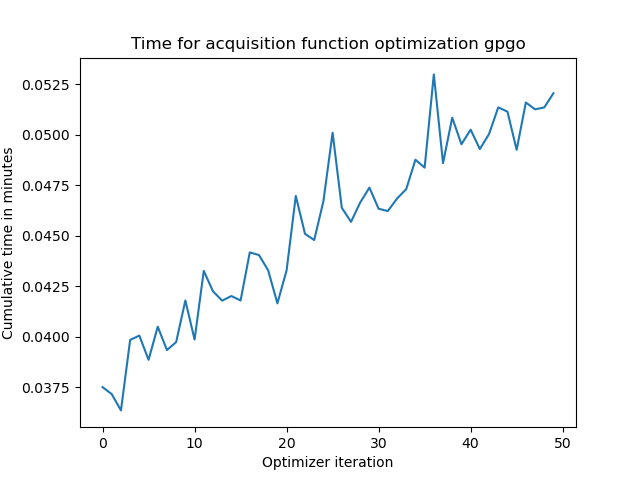 Time for acquisition function optimization gpgo
Cumulative time in minutes
0.0525
0.0500
0.0475
0.0450
0.0425
0.0400
0.0375
0 10 20 30 40 50
Optimizer iteration